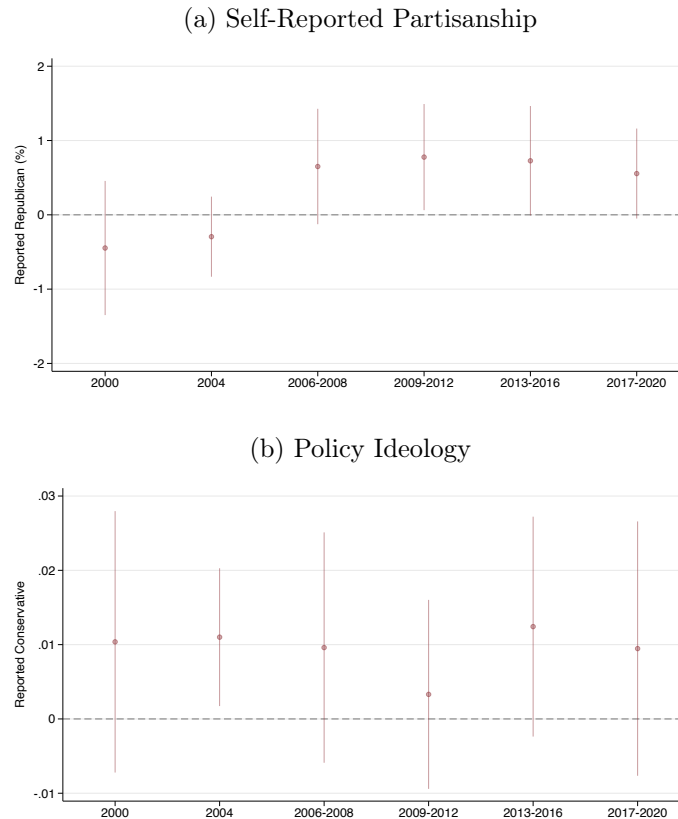 (a) Self-Reported Partisanship
Reported Republican (%)
2
1
0
-1
-2
2000 2004 2006-2008 2009-2012 2013-2016 2017-2020
(b) Policy Ideology
Reported Conservative
.03
.02
.01
0
-.01
2000 2004 2006-2008 2009-2012 2013-2016 2017-2020